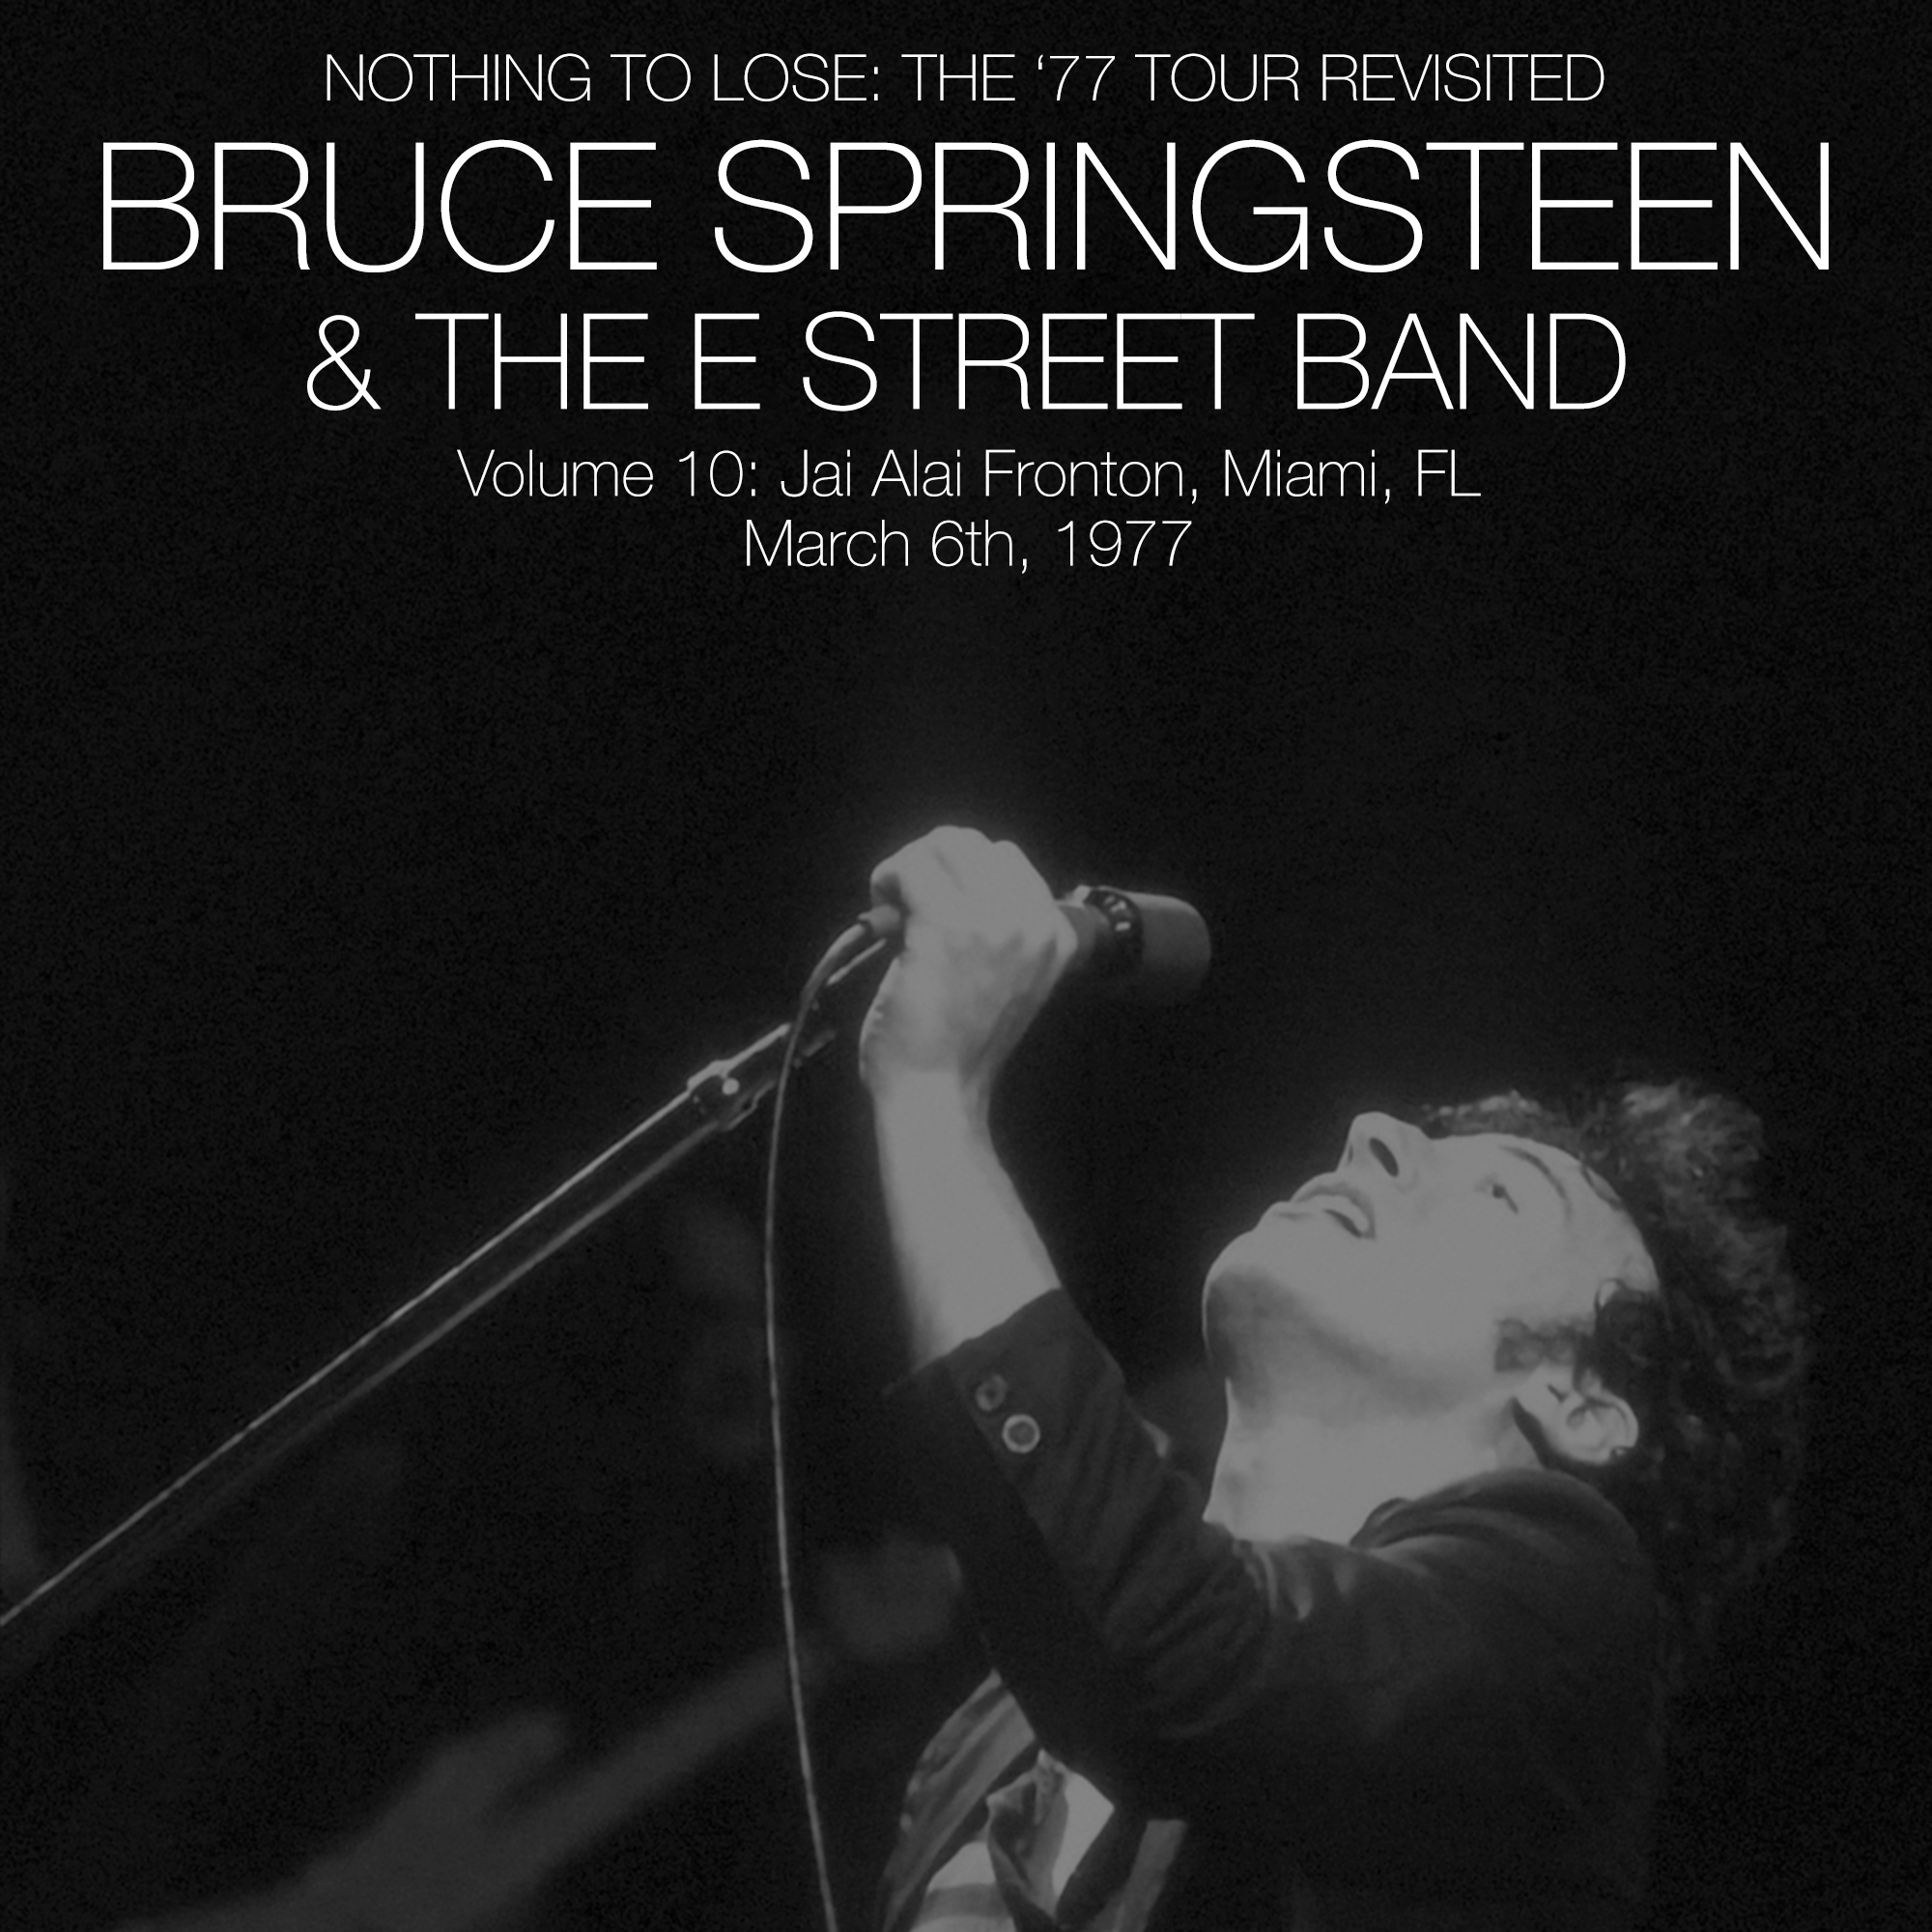 NOTHING TO LOSE: THE ‘77 TOUR REVISITED
BRUCE SPRINGSTEEN
& THE E STREET BAND
Volume 10: Jai Alai Fronton, Miami, FL
March 6th, 1977